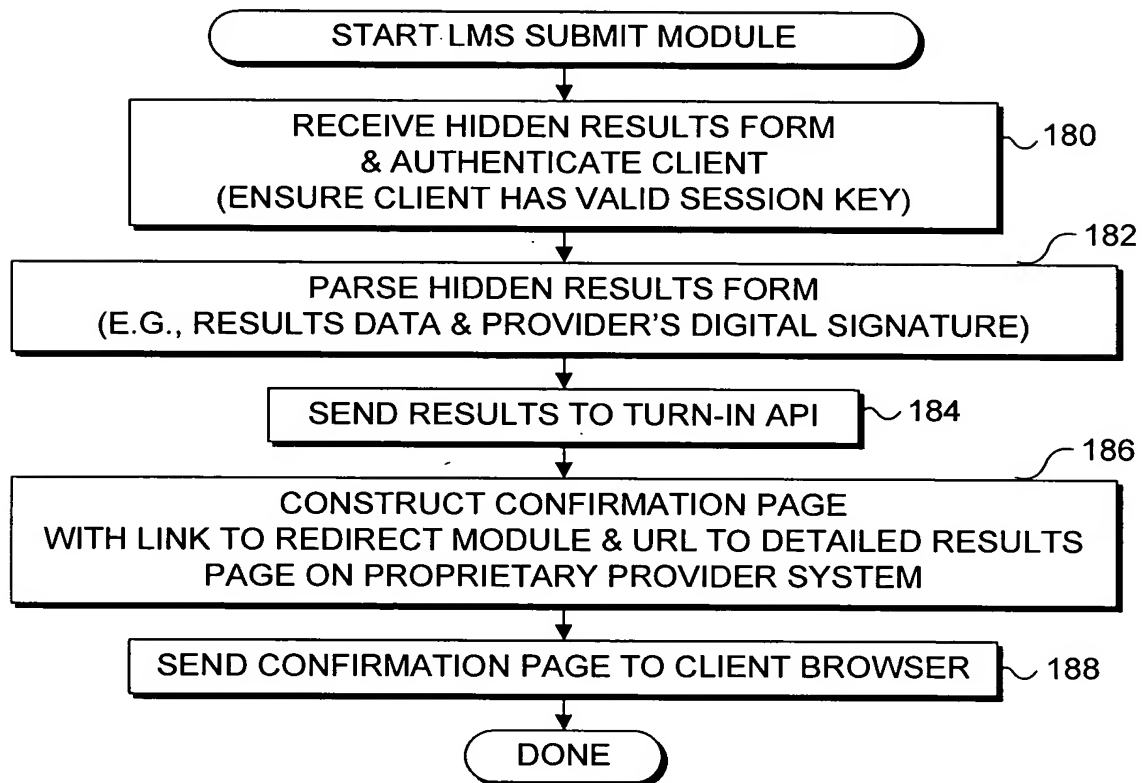 START LMS SUBMIT MODULE
RECEIVE HIDDEN RESULTS FORM
& AUTHENTICATE CLIENT
(ENSURE CLIENT HAS VALID SESSION KEY)
180
182
PARSE HIDDEN RESULTS FORM
(E.G., RESULTS DATA & PROVIDER'S DIGITAL SIGNATURE)
SEND RESULTS TO TURN-IN API
184
186
CONSTRUCT CONFIRMATION PAGE
WITH LINK TO REDIRECT MODULE & URL TO DETAILED RESULTS
PAGE ON PROPRIETARY PROVIDER SYSTEM
SEND CONFIRMATION PAGE TO CLIENT BROWSER
188
DONE